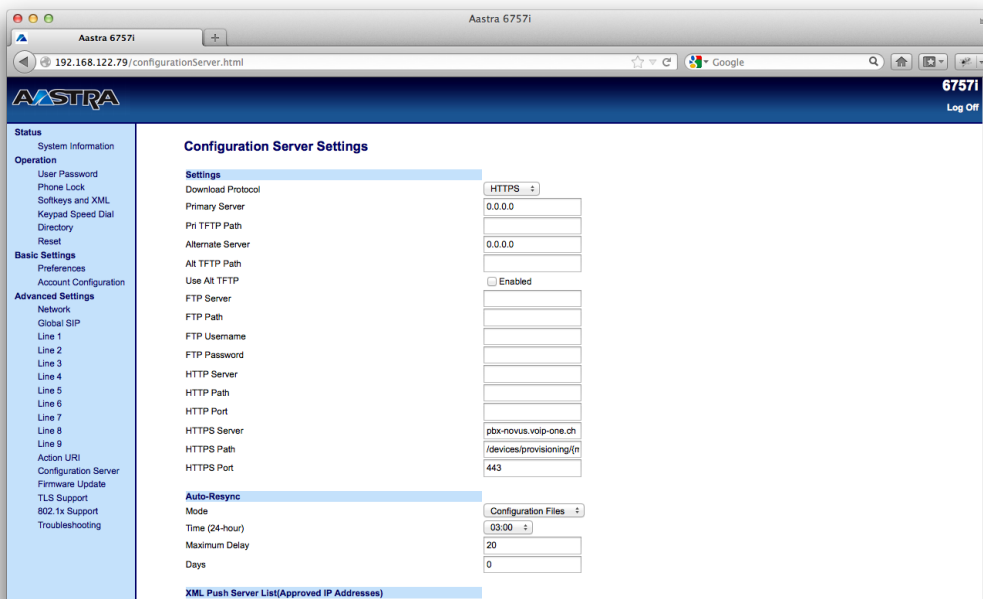 Aastra 6757i
Aastra 6757i
192.168.122.79/configurationServer.html
Google
AASTRA
6757i
Log Off
Status
System Information
Operation
User Password
Phone Lock
Softkeys and XML
Keypad Speed Dial
Directory
Reset
Basic Settings
Preferences
Account Configuration
Advanced Settings
Network
Global SIP
Line 1
Line 2
Line 3
Line 4
Line 5
Line 6
Line 7
Line 8
Line 9
Action URI
Configuration Server
Firmware Update
TLS Support
802.1x Support
Troubleshooting
Configuration Server Settings
Settings
Download Protocol HTTPS
Primary Server 0.0.0.0
Pri TFTP Path
Alternate Server 0.0.0.0
Alt TFTP Path
Use Alt TFTP Enabled
FTP Server
FTP Path
FTP Username
FTP Password
HTTP Server
HTTP Path
HTTP Port
HTTPS Server pbx-novus.voip-one.ch
HTTPS Path /devices/provisioning/{m
HTTPS Port 443
Auto-Resync
Mode Configuration Files
Time (24-hour) 03:00
Maximum Delay 20
Days 0
XML Push Server List(Approved IP Addresses)